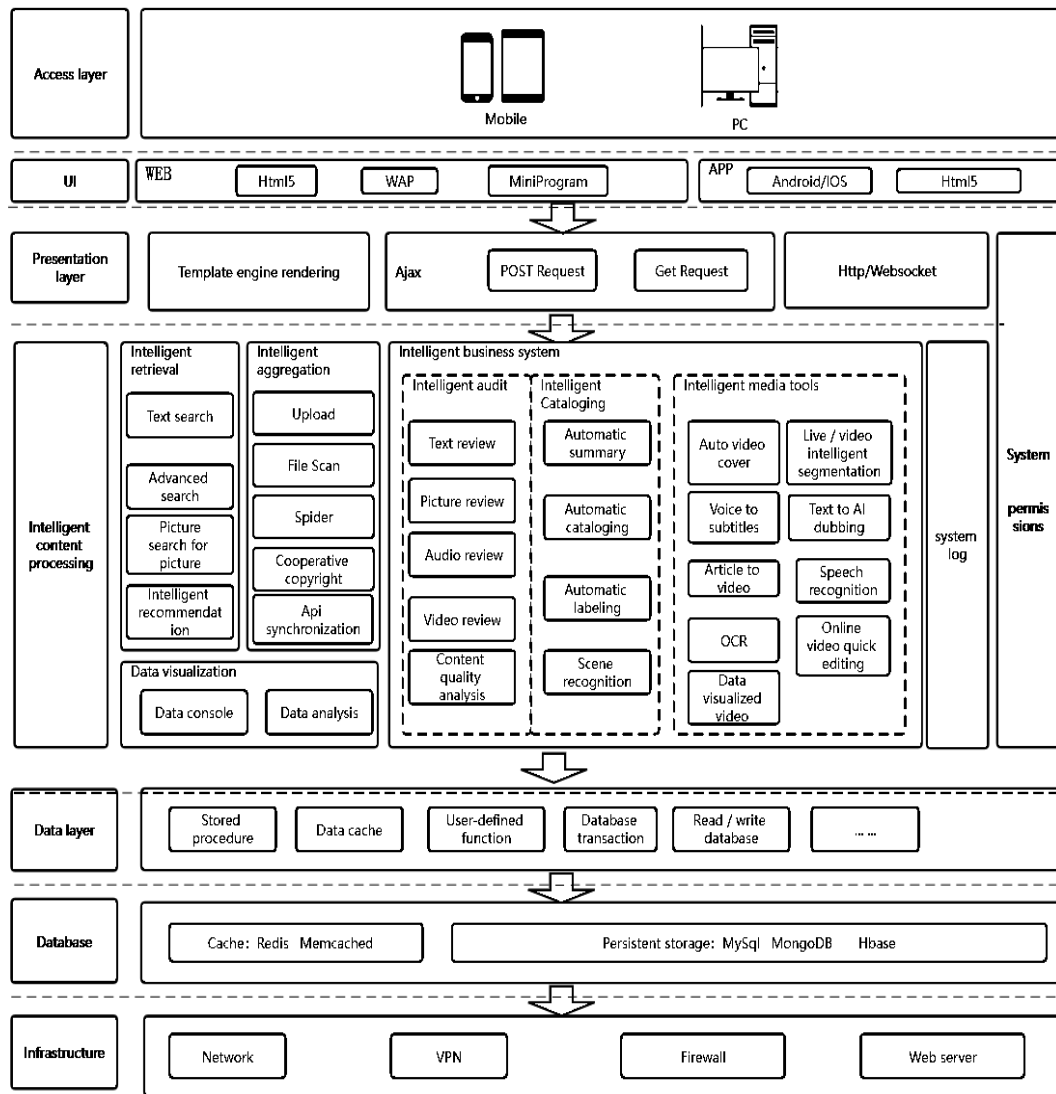 Access layer
Mobile
PC
UI
WEB
Html5
WAP
MiniProgram
APP
Android/IOS
Html5
Presentation
layer
Template engine rendering
Ajax
POST Request
Get Request
Http/Websocket
System
permis
sions
Intelligent
content
processing
Intelligent
retrieval
Text search
Advanced
search
Picture
search for
picture
Intelligent
recommendat
ion
Intelligent
aggregation
Upload
File Scan
Spider
Cooperative
copyright
Api
synchronization
Data visualization
Data console
Data analysis
Intelligent business system
Intelligent audit
Text review
Picture review
Audio review
Video review
Content
quality
analysis
Intelligent
Cataloging
Automatic
summary
Automatic
cataloging
Automatic
labeling
Scene
recognition
Intelligent media tools
Auto video
cover
Live / video
intelligent
segmentation
Voice to
subtitles
Text to AI
dubbing
Article to
video
Speech
recognition
OCR
Online
video quick
editing
Data
visualized
video
system
log
Data layer
Stored
procedure
Data cache
User-defined
function
Database
transaction
Read / write
database
... ...
Database
Cache: Redis Memcached
Persistent storage: MySql MongoDB Hbase
Infrastructure
Network
VPN
Firewall
Web server